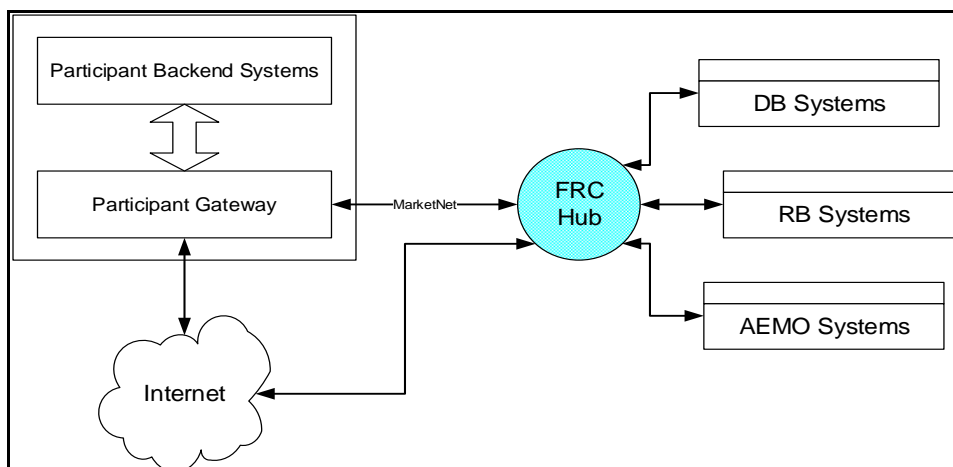 Participant Backend Systems
Participant Gateway
MarketNet
Internet
FRC
Hub
DB Systems
RB Systems
AEMO Systems